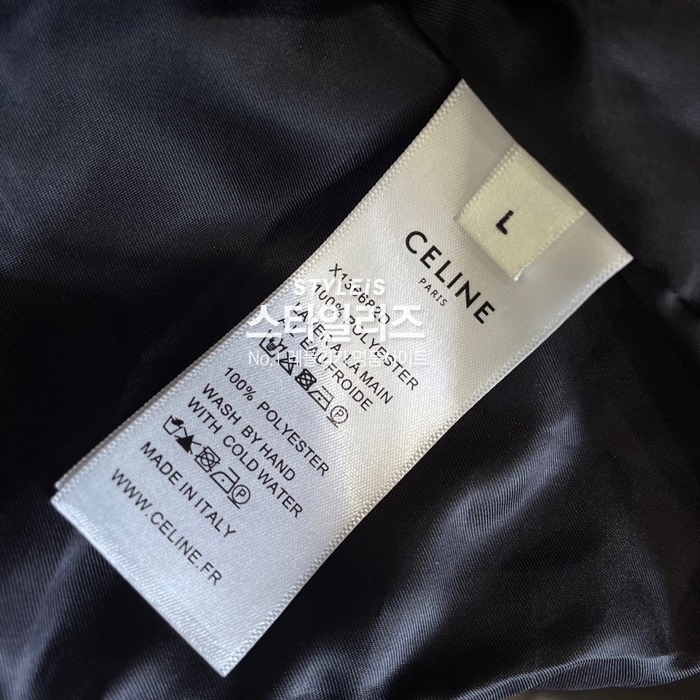 L
CELINE
PARIS
100% POLYESTER
LAVER A LA MAIN
A L' EAU FROIDE
100% POLYESTER
WASH BY HAND
WITH COLD WATER
MADE IN ITALY
WWW.CELINE.FR
STYLEiS
스타일리즈